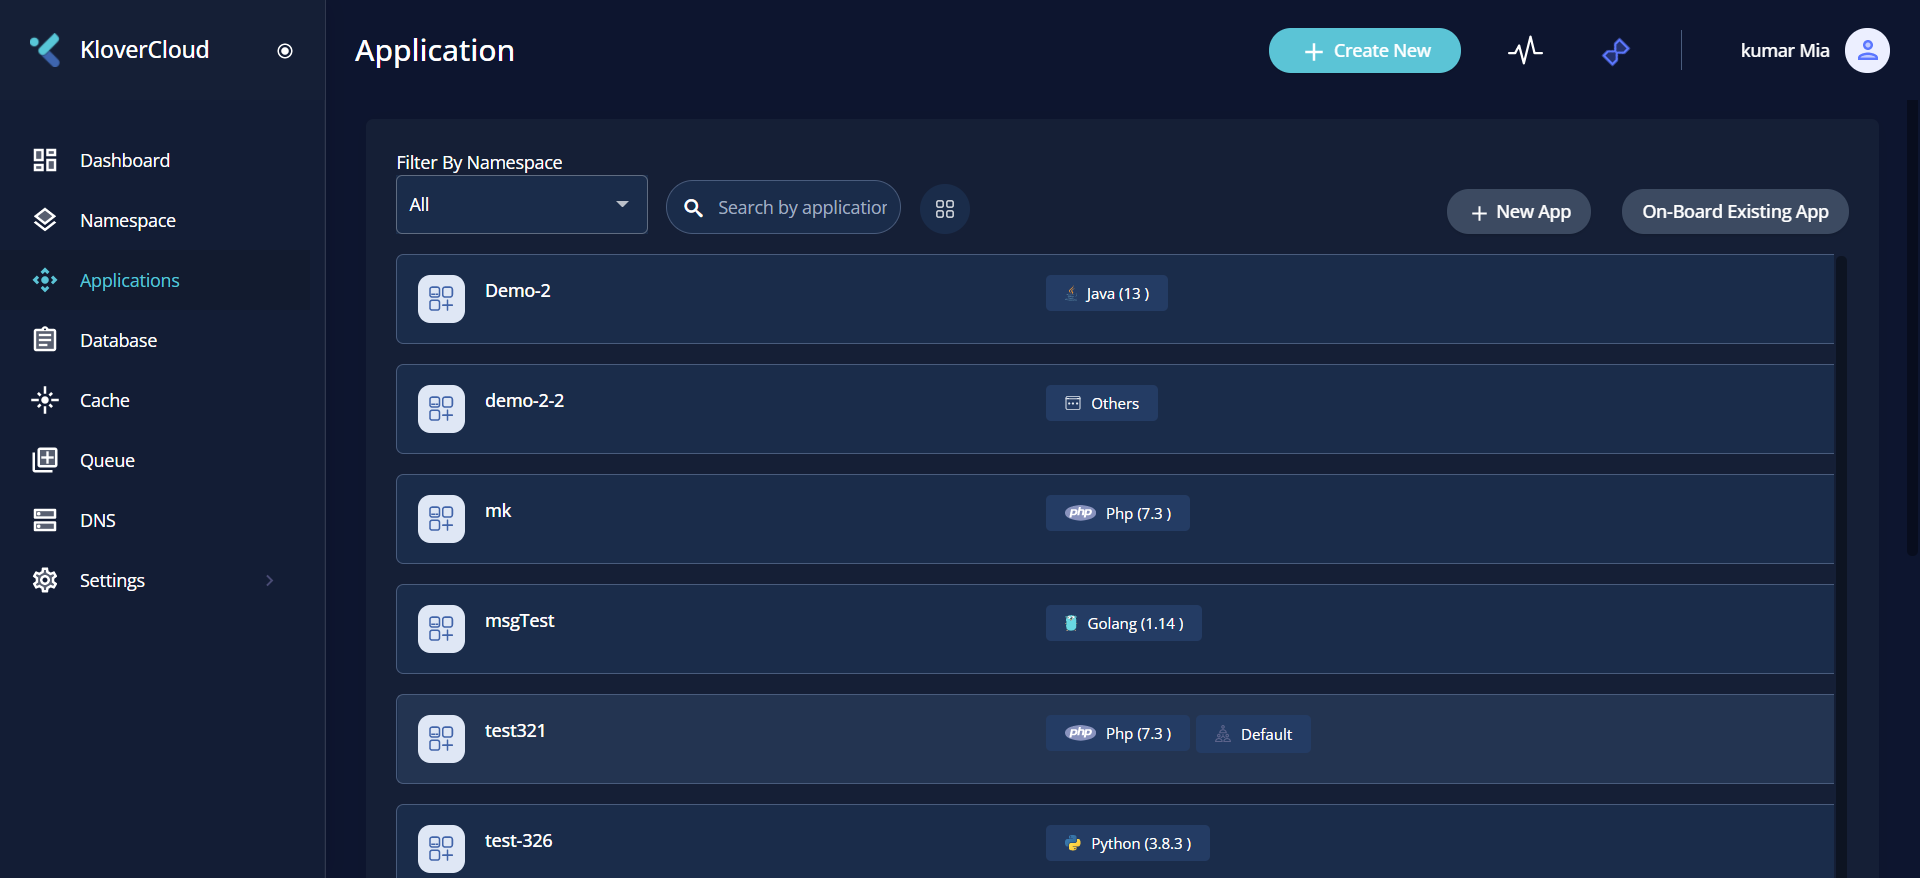 KloverCloud
Application
Create New
kumar Mia
Dashboard
Namespace
Applications
Database
Cache
Queue
DNS
Settings
Filter By Namespace
All
Search by application
New App
On-Board Existing App
Demo-2
Java (13 )
demo-2-2
Others
mk
php Php (7.3 )
msgTest
Golang (1.14 )
test321
php Php (7.3 )
Default
test-326
Python (3.8.3 )